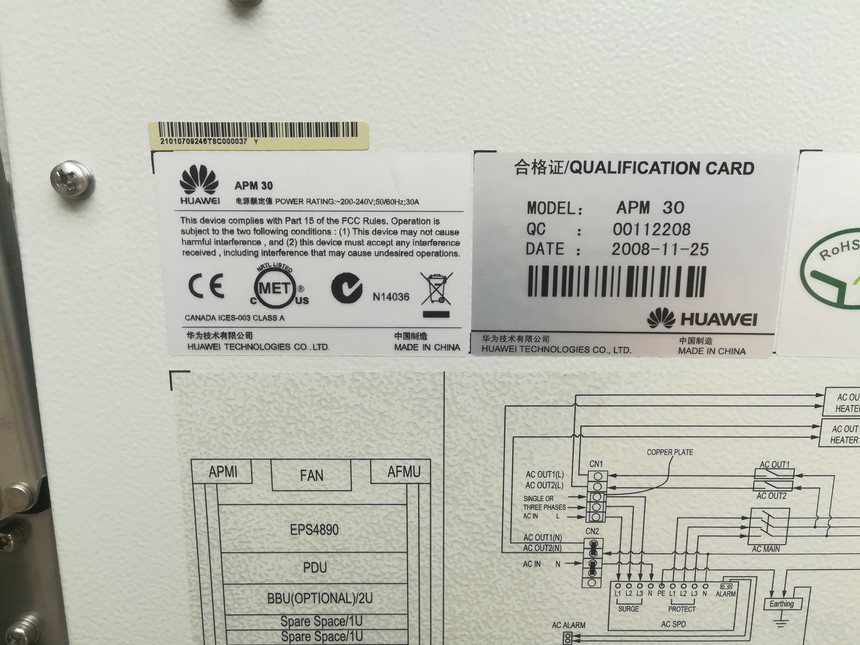 21010709246T8C000037 Y
HUAWEI
APM 30
电源额定值 POWER RATING:~200-240V;50/60Hz;30A
This device complies with Part 15 of the FCC Rules. Operation is
subject to the two following conditions : (1) This device may not cause
harmful interference , and (2) this device must accept any interference
received , including interference that may cause undesired operations.
CE
NRTL LISTED
C MET ® US
N14036
CANADA ICES-003 CLASS A
华为技术有限公司 中国制造
HUAWEI TECHNOLOGIES CO.,LTD. MADE IN CHINA
合格证/QUALIFICATION CARD
MODEL: APM 30
QC : 00112208
DATE : 2008-11-25
HUAWEI
华为技术有限公司 中国制造
HUAWEI TECHNOLOGIES CO., LTD. MADE IN CHINA
RoHS
APMI
FAN
AFMU
EPS4890
PDU
BBU(OPTIONAL)/2U
Spare Space/1U
Spare Space/1U
AC OU
HEATE
AC OUT
HEATER
COPPER PLATE
CN1
AC OUT1(L)
AC OUT2(L)
SINGLE OR
THREE PHASES
AC IN L
AC OUT1
AC OUT2
CN2
AC OUT1(N)
AC OUT2(N)
AC IN N
AC MAIN
L1 L2 L3 N PE L1 L2 L3 N ALARM
SURGE PROTECT
AC SPD
Earthing
AC ALARM